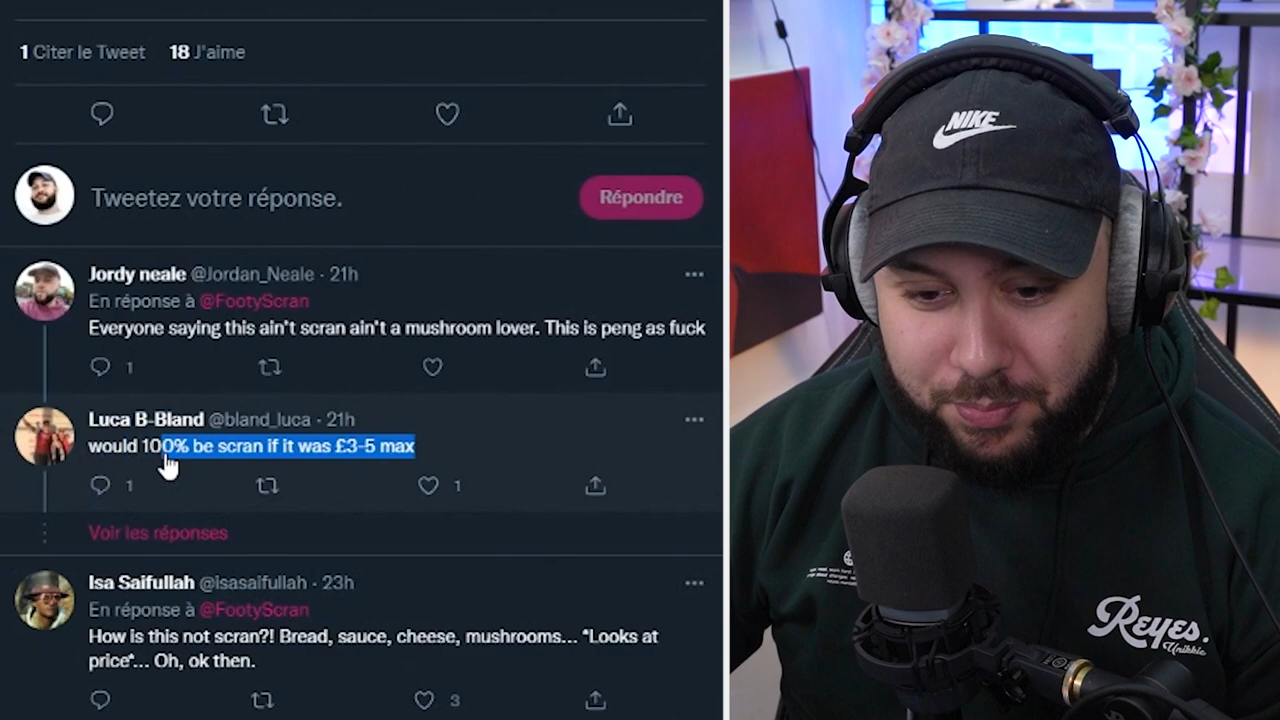 1 Citer le Tweet 18 J'aime
Tweetez votre réponse.
Répondre
Jordy neale @Jordan_Neale · 21h
En réponse à @FootyScran
Everyone saying this ain't scran ain't a mushroom lover. This is peng as fuck
1
Luca B-Bland @bland_luca · 21h
would 100% be scran if it was £3-5 max
1 1
Voir les réponses
Isa Saifullah @isasaifullah · 23h
En réponse à @FootyScran
How is this not scran?! Bread, sauce, cheese, mushrooms... *Looks at
price*... Oh, ok then.
3
NIKE
Reyes.
Unikkie